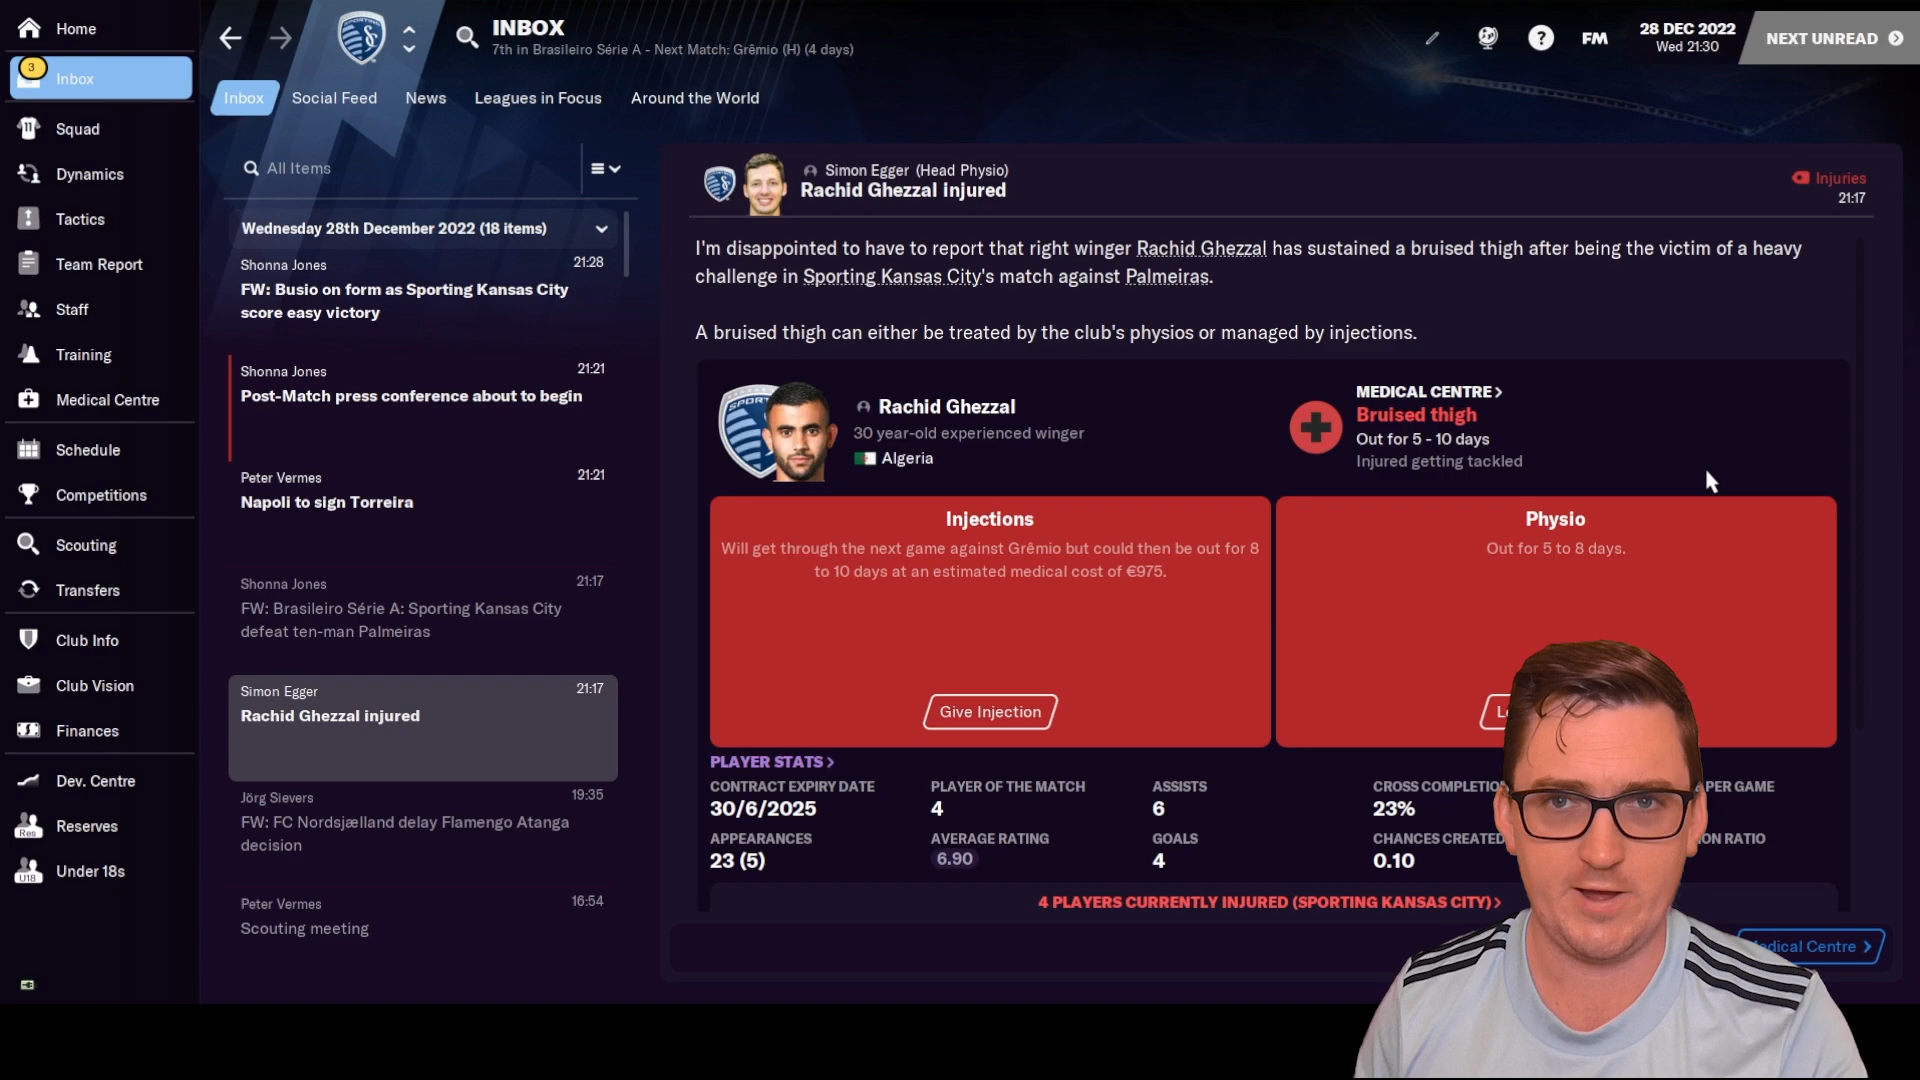 Home
3
Inbox
Squad
Dynamics
Tactics
Team Report
Staff
Training
Medical Centre
Schedule
Competitions
Scouting
Transfers
Club Info
Club Vision
Finances
Dev. Centre
Res
Reserves
U18
Under 18s
SPORTING
INBOX
7th in Brasileiro Série A - Next Match: Grêmio (H) (4 days)
?
FM
28 DEC 2022
Wed 21:30
NEXT UNREAD
Inbox
Social Feed
News
Leagues in Focus
Around the World
All Items
Wednesday 28th December 2022 (18 items)
Shonna Jones
21:28
FW: Busio on form as Sporting Kansas City
score easy victory
Shonna Jones
21:21
Post-Match press conference about to begin
Peter Vermes
21:21
Napoli to sign Torreira
Shonna Jones
21:17
FW: Brasileiro Série A: Sporting Kansas City
defeat ten-man Palmeiras
Simon Egger
21:17
Rachid Ghezzal injured
Jörg Sievers
19:35
FW: FC Nordsjælland delay Flamengo Atanga
decision
Peter Vermes
16:54
Scouting meeting
Simon Egger (Head Physio)
Rachid Ghezzal injured
Injuries
21:17
I'm disappointed to have to report that right winger Rachid Ghezzal has sustained a bruised thigh after being the victim of a heavy
challenge in Sporting Kansas City's match against Palmeiras.
A bruised thigh can either be treated by the club's physios or managed by injections.
Rachid Ghezzal
30 year-old experienced winger
Algeria
MEDICAL CENTRE >
Bruised thigh
Out for 5 - 10 days
Injured getting tackled
Injections
Will get through the next game against Grêmio but could then be out for 8
to 10 days at an estimated medical cost of €975.
Give Injection
Physio
Out for 5 to 8 days.
PLAYER STATS >
CONTRACT EXPIRY DATE
30/6/2025
PLAYER OF THE MATCH
4
ASSISTS
6
CROSS COMPLETIO
23%
PER GAME
APPEARANCES
23 (5)
AVERAGE RATING
6.90
GOALS
4
CHANCES CREATED
0.10
ON RATIO
4 PLAYERS CURRENTLY INJURED (SPORTING KANSAS CITY) >
dical Centre >